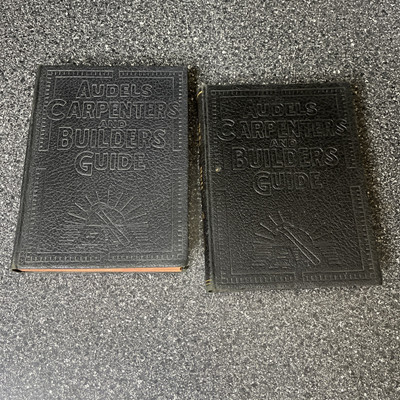 AUDELS
CARPENTERS
AND
BUILDERS
GUIDE
AUDELS
CARPENTERS
AND
BUILDERS
GUIDE